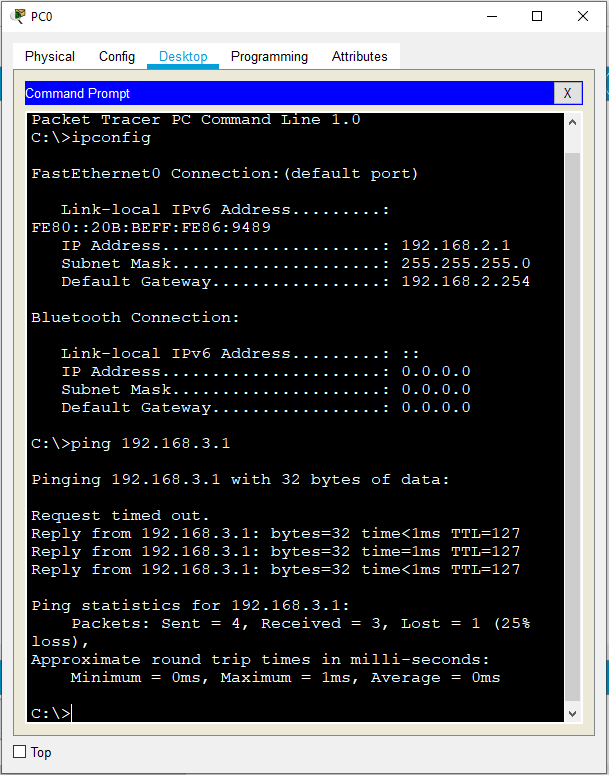 PC0
Physical Config Desktop Programming Attributes
Command Prompt X
Packet Tracer PC Command Line 1.0
C:\>ipconfig
FastEthernet0 Connection:(default port)
Link-local IPv6 Address.........:
FE80::20B:BEFF:FE86:9489
IP Address......................: 192.168.2.1
Subnet Mask.....................: 255.255.255.0
Default Gateway.................: 192.168.2.254
Bluetooth Connection:
Link-local IPv6 Address.........: ::
IP Address......................: 0.0.0.0
Subnet Mask.....................: 0.0.0.0
Default Gateway.................: 0.0.0.0
C:\>ping 192.168.3.1
Pinging 192.168.3.1 with 32 bytes of data:
Request timed out.
Reply from 192.168.3.1: bytes=32 time<1ms TTL=127
Reply from 192.168.3.1: bytes=32 time=1ms TTL=127
Reply from 192.168.3.1: bytes=32 time<1ms TTL=127
Ping statistics for 192.168.3.1:
Packets: Sent = 4, Received = 3, Lost = 1 (25%
loss),
Approximate round trip times in milli-seconds:
Minimum = 0ms, Maximum = 1ms, Average = 0ms
C:\>
Top